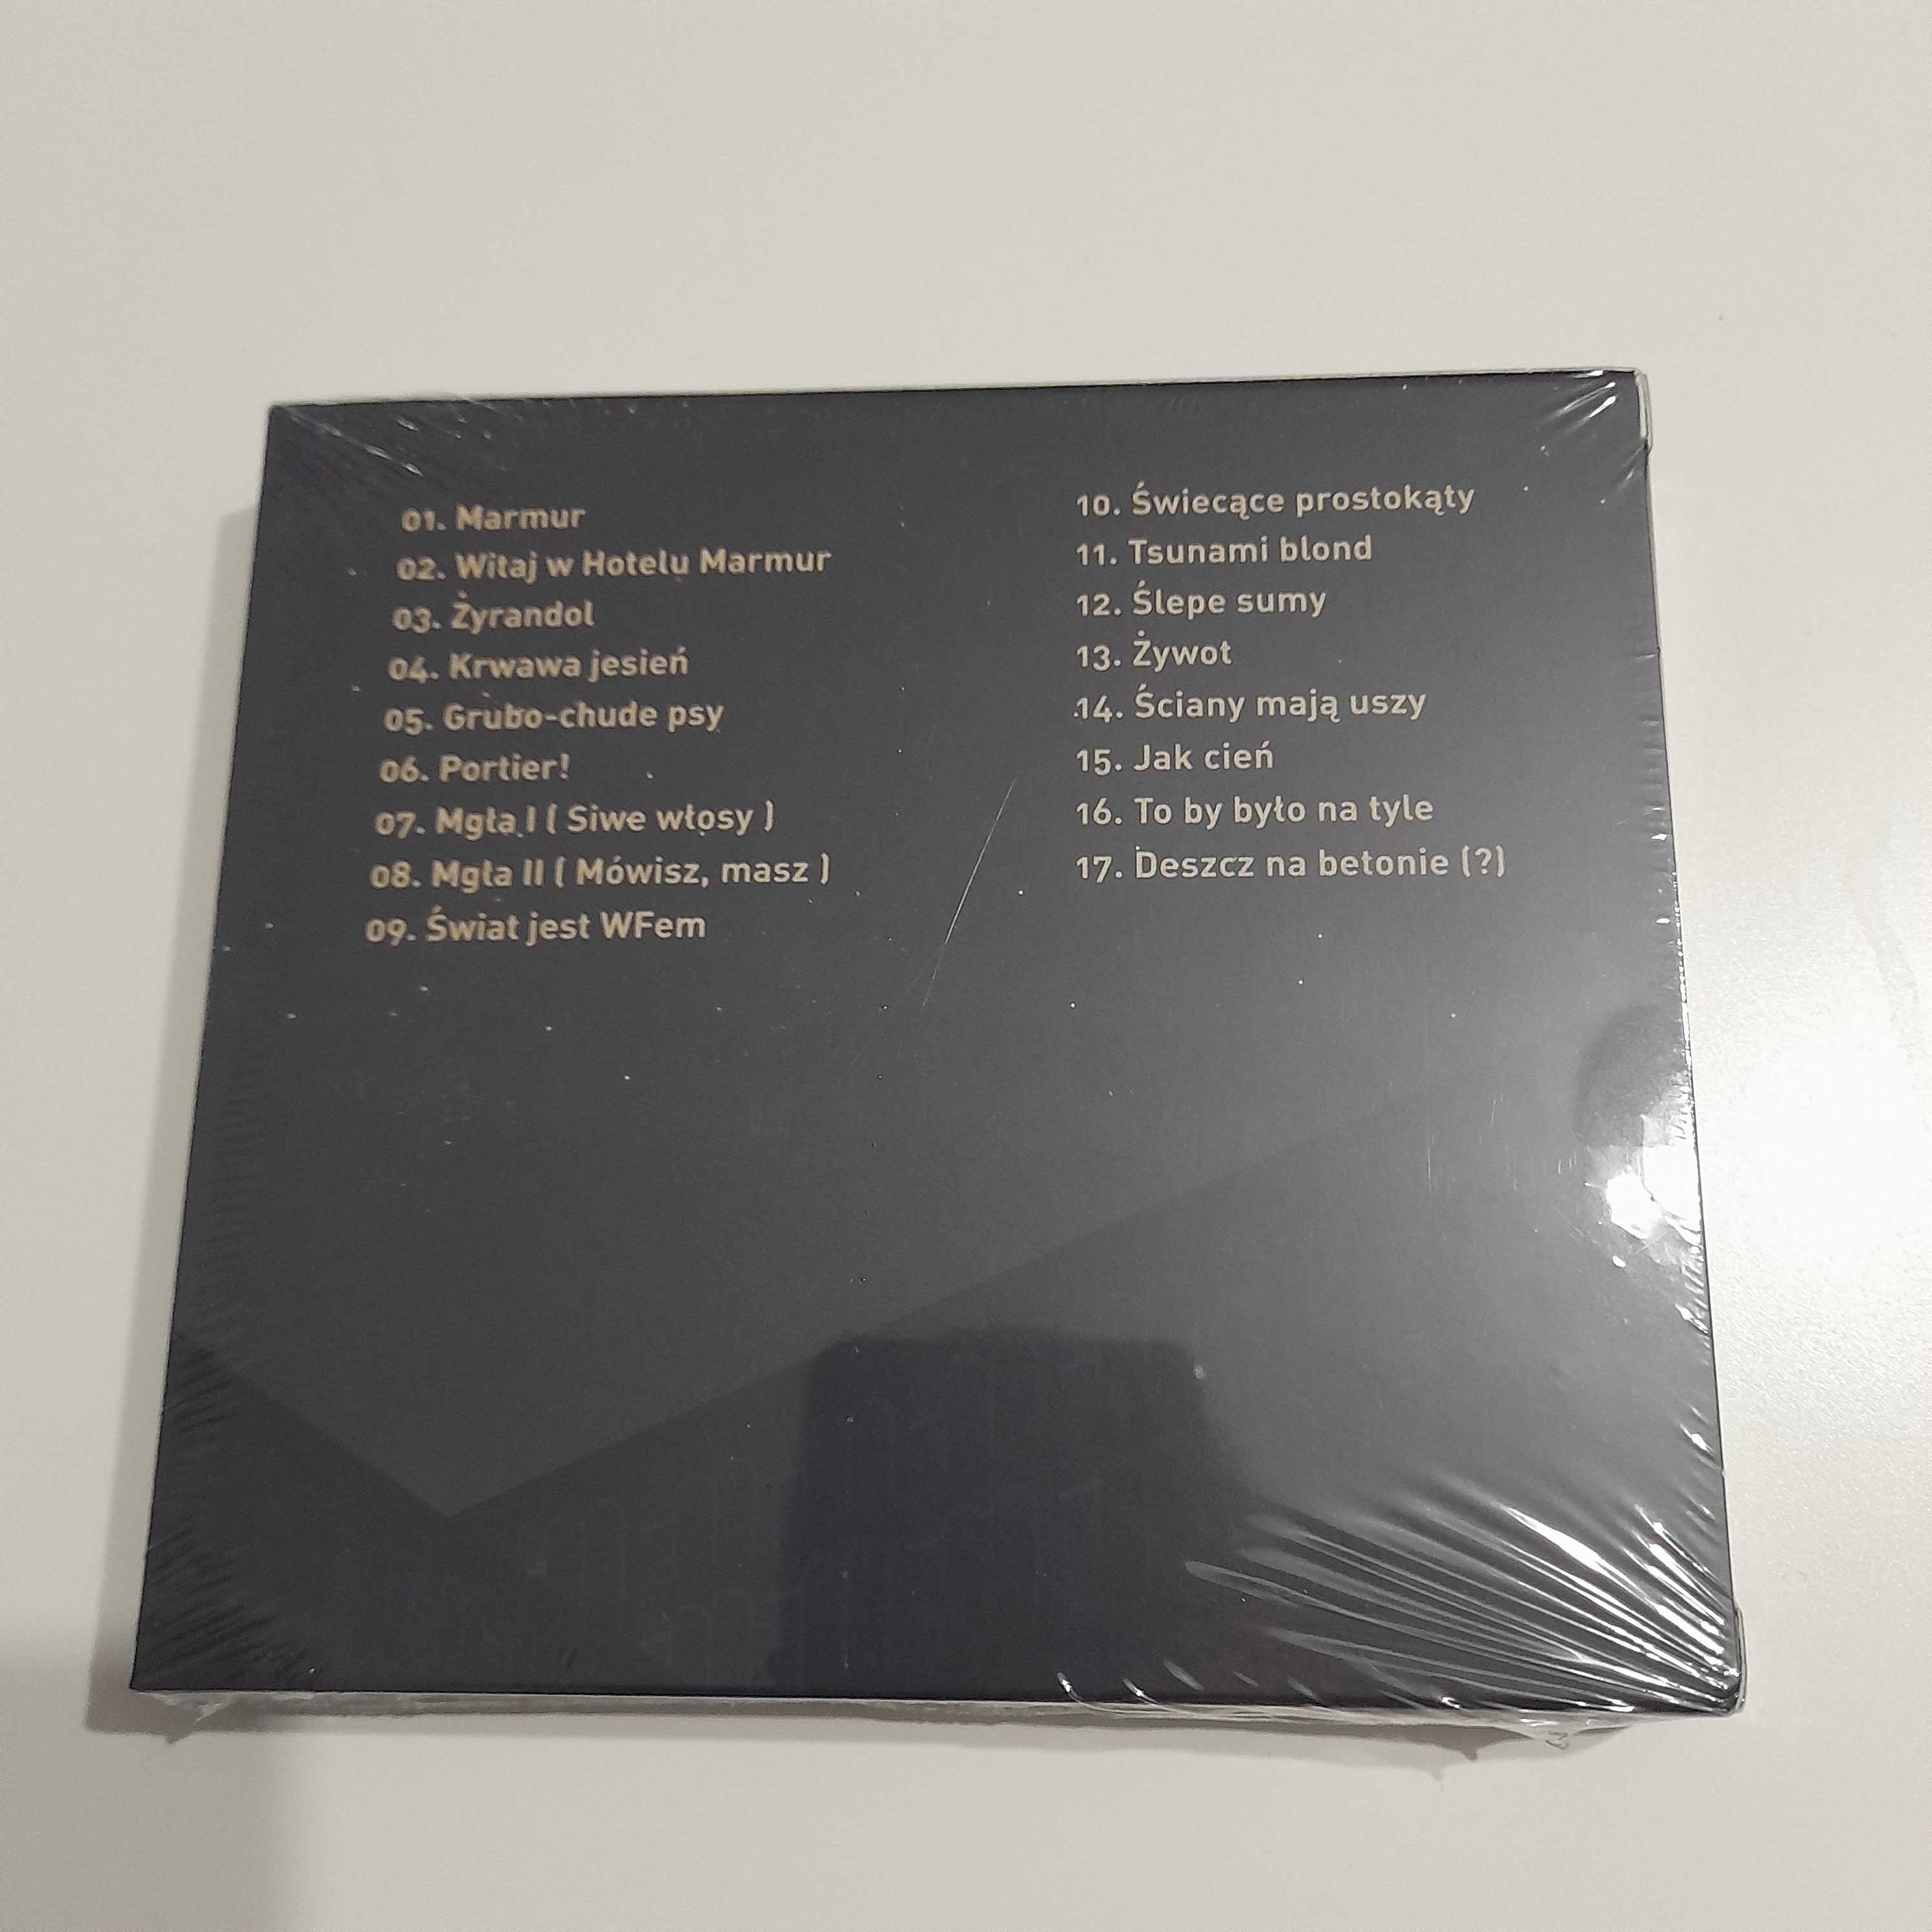 01. Marmur
02. Witaj w Hotelu Marmur
03. Żyrandol
04. Krwawa jesień
05. Grubo-chude psy
06. Portier!
07. Mgła I ( Siwe włosy )
08. Mgła II ( Mówisz, masz )
09. Świat jest WFem
10. Świecące prostokąty
11. Tsunami blond
12. Ślepe sumy
13. Żywot
14. Ściany mają uszy
15. Jak cień
16. To by było na tyle
17. Deszcz na betonie (?)